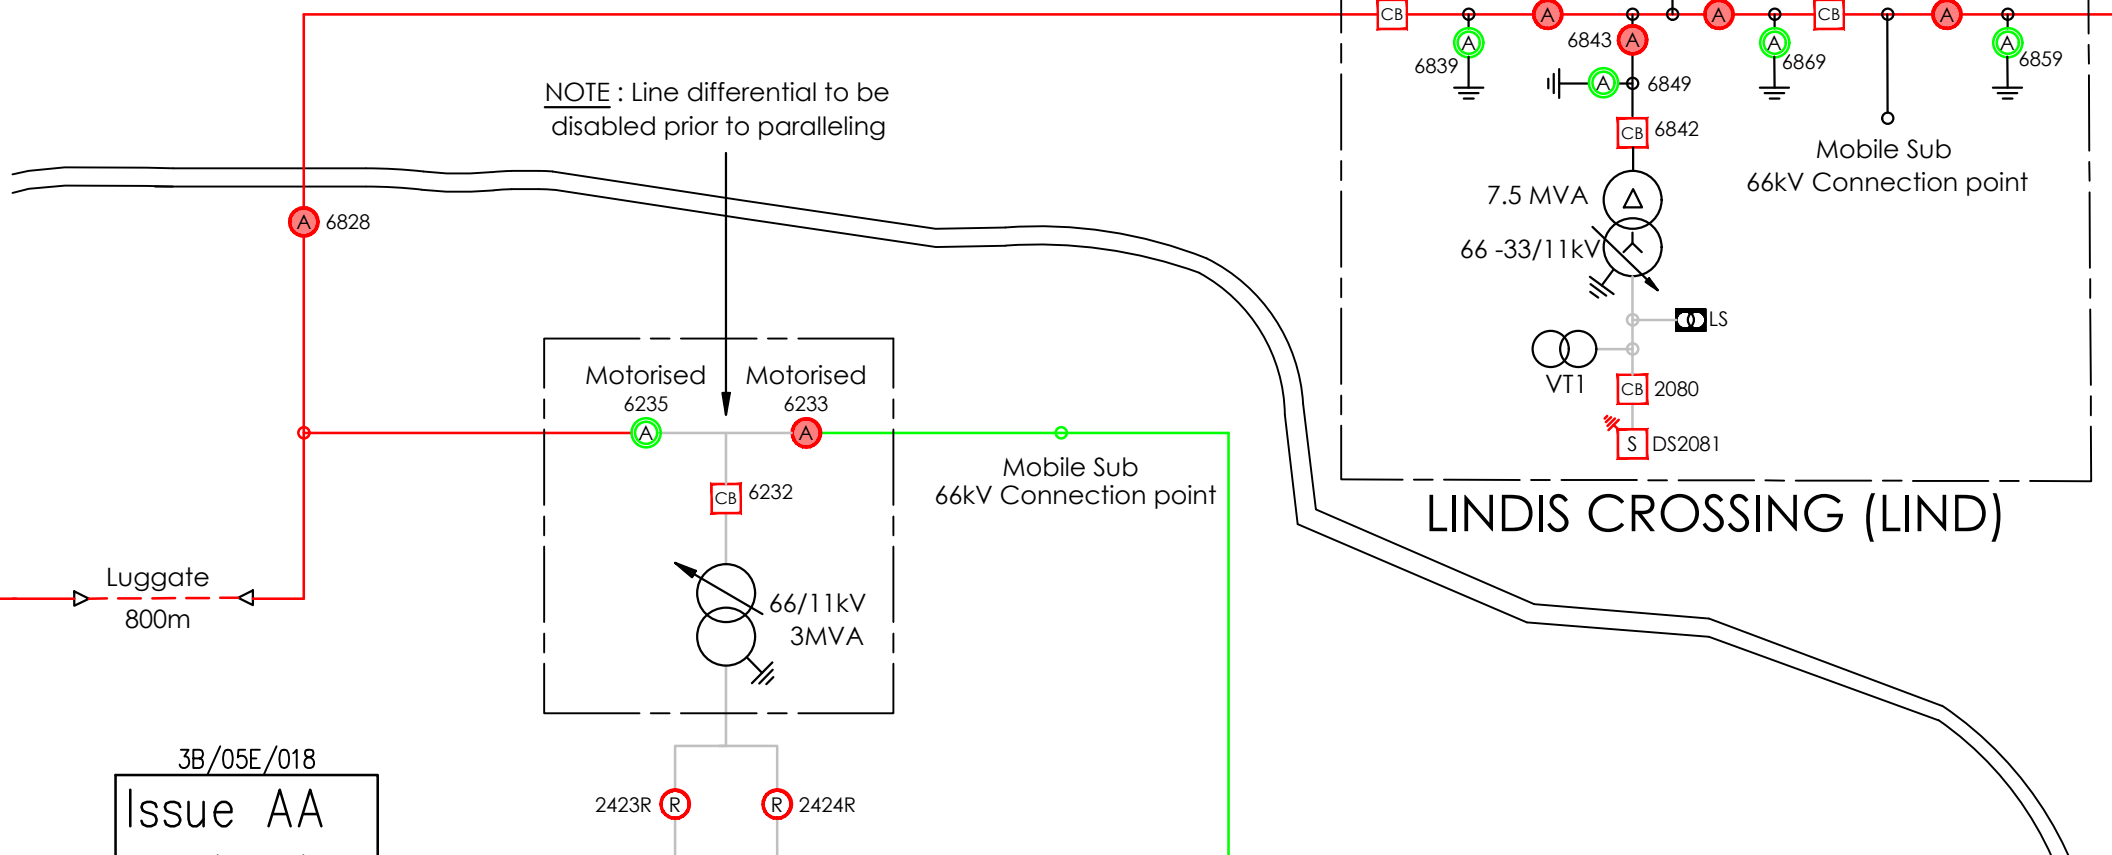 CB
A
A
CB
A
6843
A
A
6839
A
6869
A
6859
A
6849
CB
6842
NOTE : Line differential to be
disabled prior to paralleling
Mobile Sub
66kV Connection point
7.5 MVA
66 -33/11kV
A
6828
LS
VT1
CB
2080
S
DS2081
LINDIS CROSSING (LIND)
Motorised
Motorised
6235
6233
A
A
CB
6232
Mobile Sub
66kV Connection point
66/11kV
3MVA
Luggate
800m
2423R
R
R
2424R
3B/05E/018
Issue AA